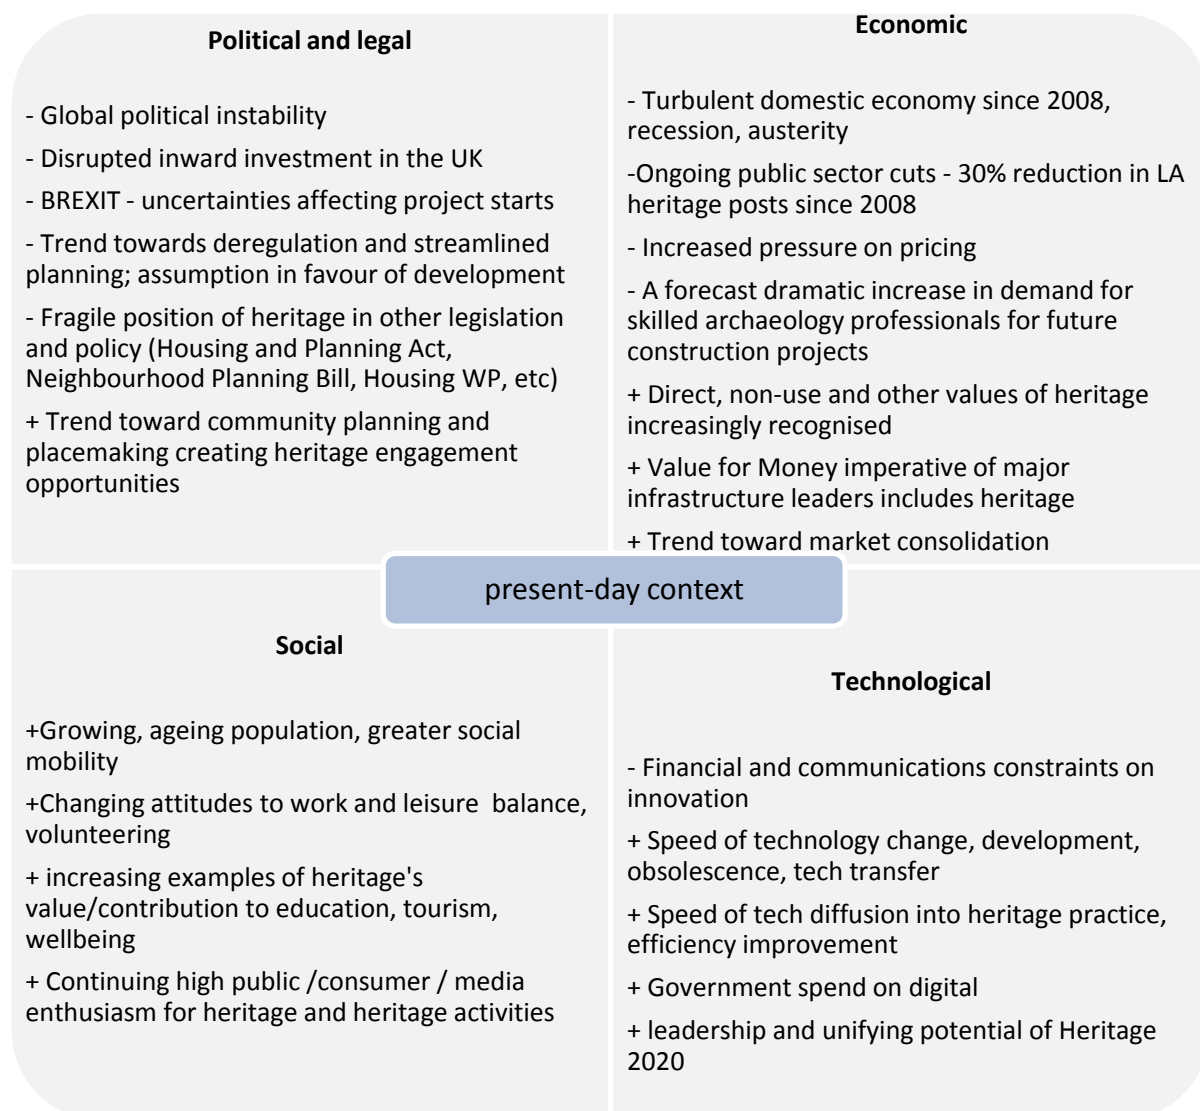 Political and legal
- Global political instability
- Disrupted inward investment in the UK
- BREXIT - uncertainties affecting project starts
- Trend towards deregulation and streamlined
planning; assumption in favour of development
- Fragile position of heritage in other legislation
and policy (Housing and Planning Act,
Neighbourhood Planning Bill, Housing WP, etc)
+ Trend toward community planning and
placemaking creating heritage engagement
opportunities
Economic
- Turbulent domestic economy since 2008,
recession, austerity
-Ongoing public sector cuts - 30% reduction in LA
heritage posts since 2008
- Increased pressure on pricing
- A forecast dramatic increase in demand for
skilled archaeology professionals for future
construction projects
+ Direct, non-use and other values of heritage
increasingly recognised
+ Value for Money imperative of major
infrastructure leaders includes heritage
+ Trend toward market consolidation
present-day context
Social
+Growing, ageing population, greater social
mobility
+Changing attitudes to work and leisure  balance,
volunteering
+ increasing examples of heritage's
value/contribution to education, tourism,
wellbeing
+ Continuing high public /consumer / media
enthusiasm for heritage and heritage activities
Technological
- Financial and communications constraints on
innovation
+ Speed of technology change, development,
obsolescence, tech transfer
+ Speed of tech diffusion into heritage practice,
efficiency improvement
+ Government spend on digital
+ leadership and unifying potential of Heritage
2020